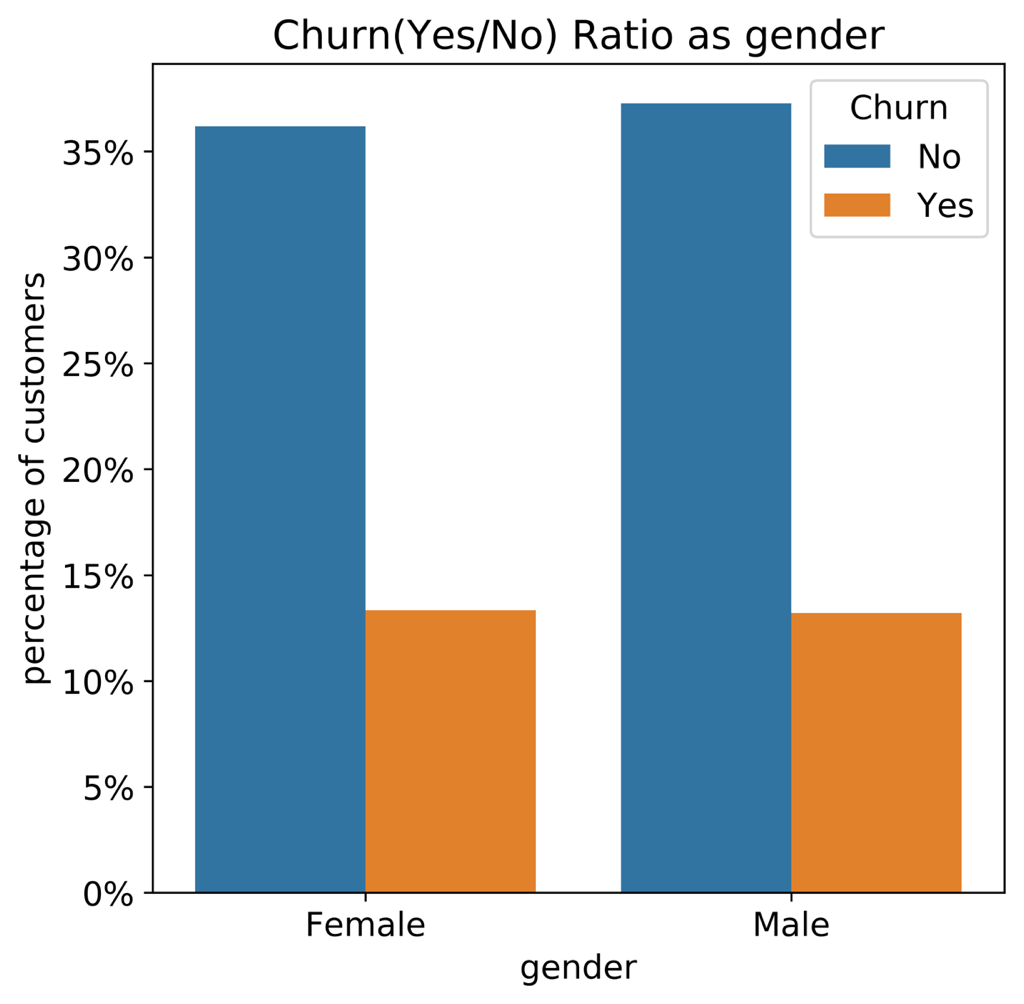 Churn(Yes/No) Ratio as gender
Churn
No
Yes
percentage of customers
35%
30%
25%
20%
15%
10%
5%
0%
Female
Male
gender